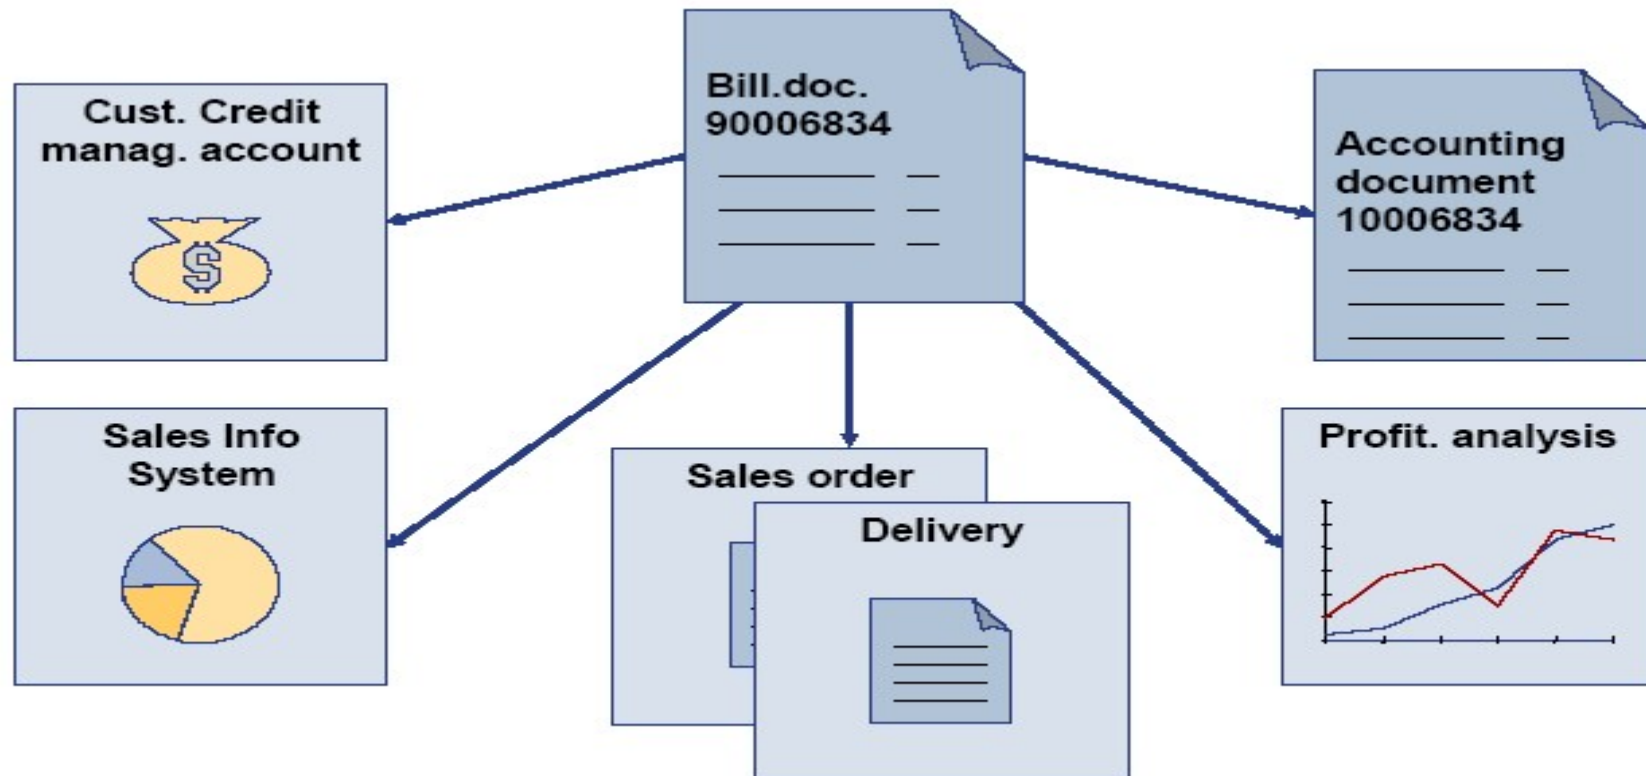 Bill.doc.
90006834
Cust. Credit
manag. account
$
Accounting
document
10006834
Sales Info
System
Sales order
Delivery
Profit. analysis